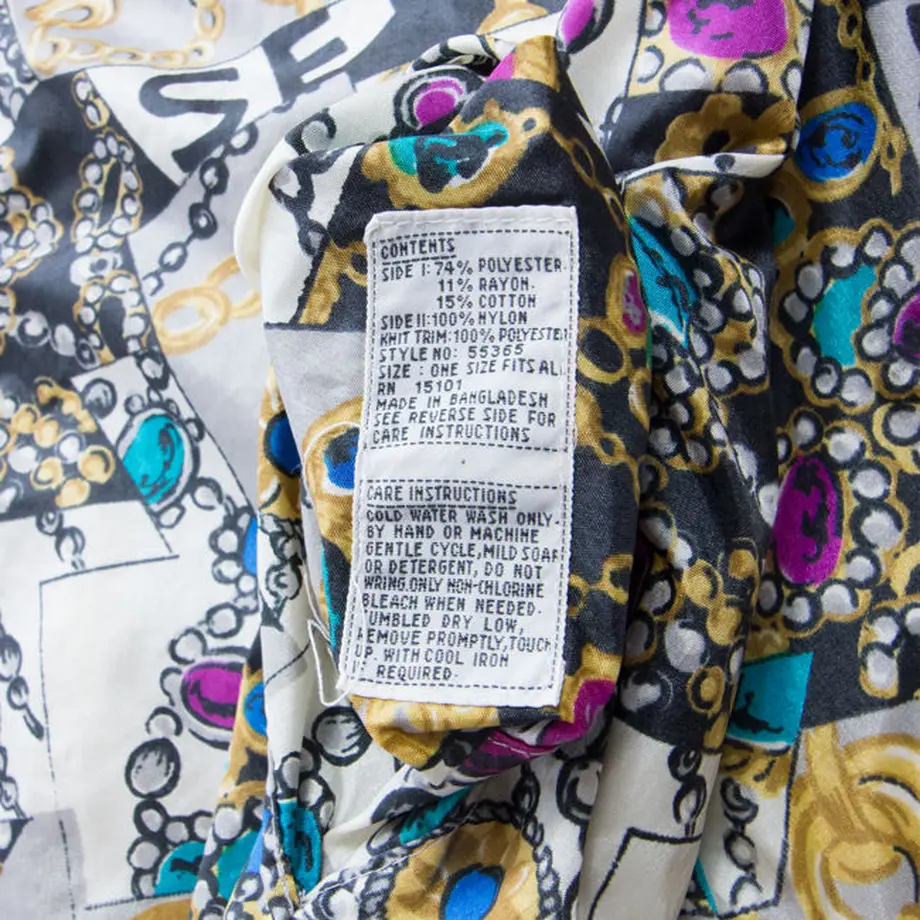 SE
CONTENTS
SIDE I: 74% POLYESTER
11% RAYON
15% COTTON
SIDE II: 100% NYLON
KNIT TRIM: 100% POLYESTE
STYLE NO: 55365
SIZE : ONE SIZE FITS AL
RN 15101
MADE IN BANGLADESH
SEE REVERSE SIDE FOR
CARE INSTRUCTIONS
CARE INSTRUCTIONS
COLD WATER WASH ONLY.
BY HAND OR MACHINE
GENTLE CYCLE, MILD SOAP
OR DETERGENT, DO NOT
WRING. ONLY NON-CHLORINE
BLEACH WHEN NEEDED.
TUMBLED DRY LOW,
REMOVE PROMPTLY, TOUCH
UP. WITH COOL IRON
REQUIRED.